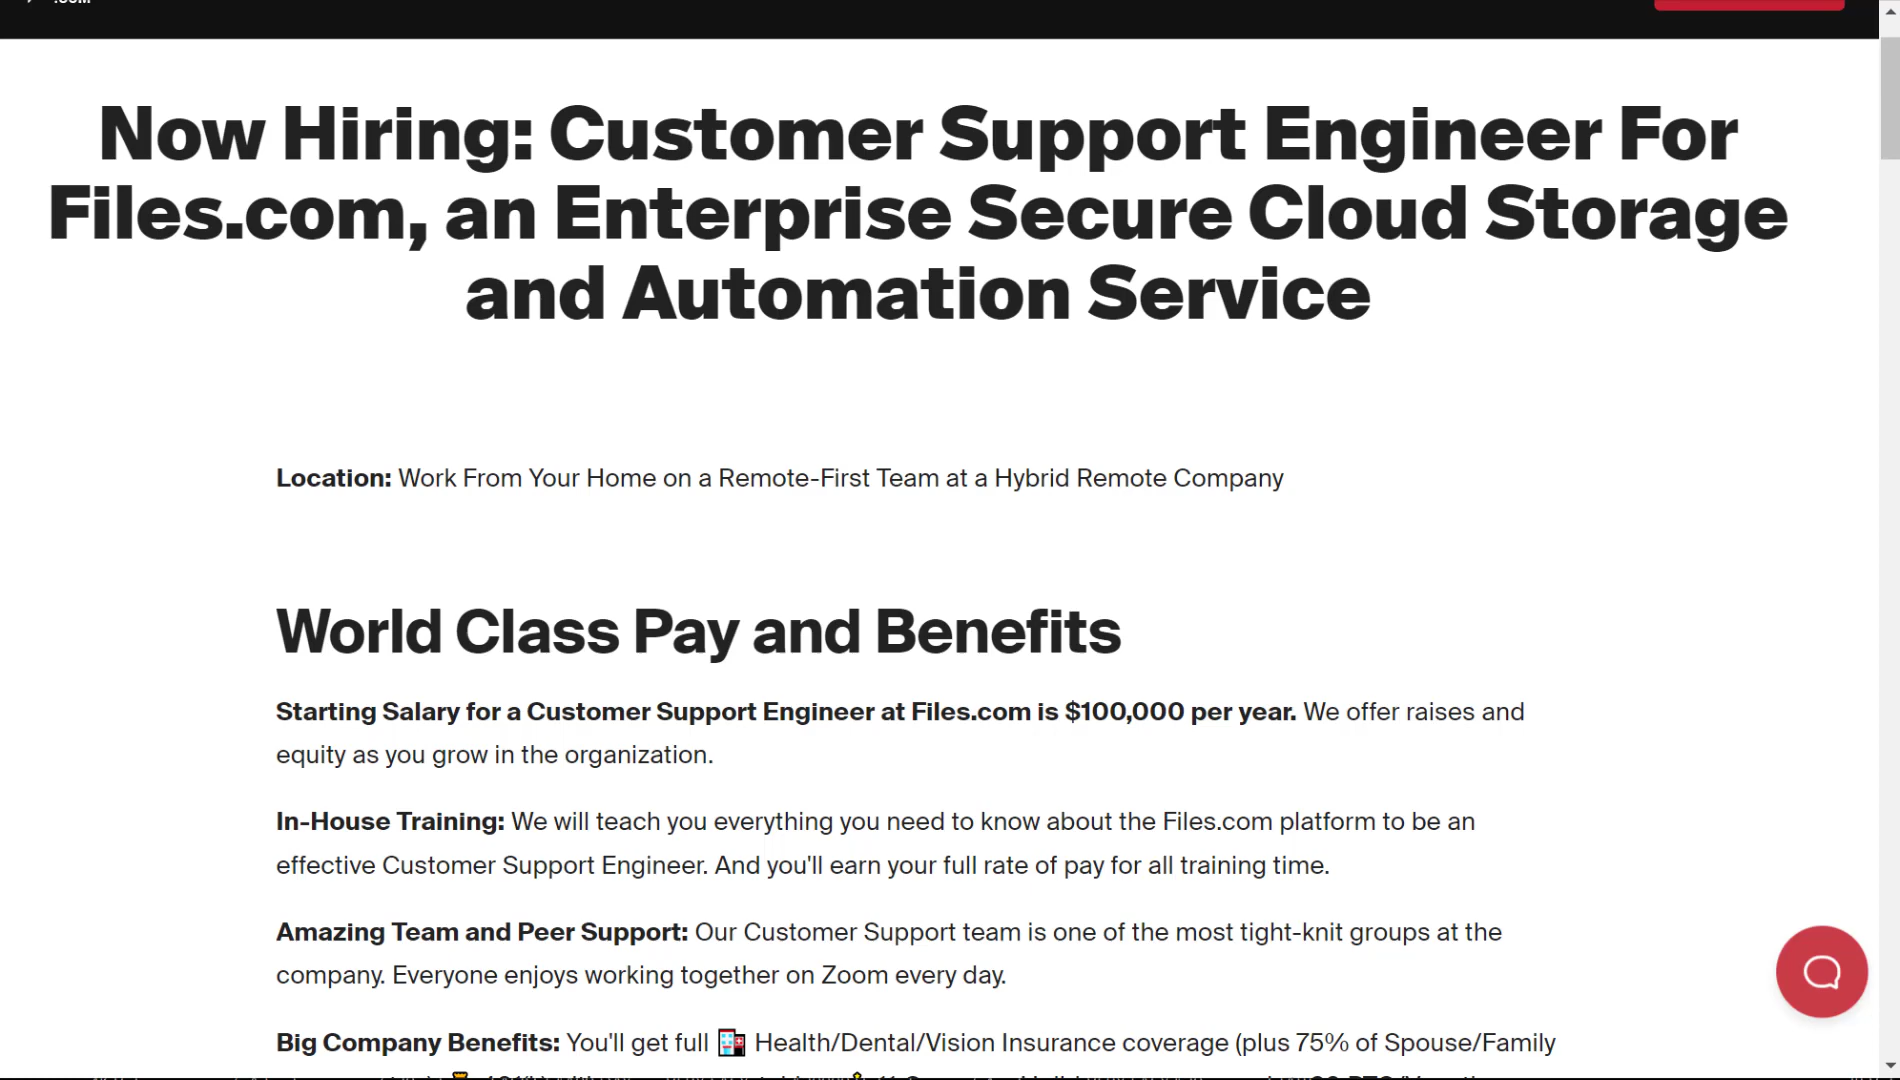 .com
Now Hiring: Customer Support Engineer For
Files.com, an Enterprise Secure Cloud Storage
and Automation Service
Location: Work From Your Home on a Remote-First Team at a Hybrid Remote Company
World Class Pay and Benefits
Starting Salary for a Customer Support Engineer at Files.com is $100,000 per year. We offer raises and
equity as you grow in the organization.
In-House Training: We will teach you everything you need to know about the Files.com platform to be an
effective Customer Support Engineer. And you'll earn your full rate of pay for all training time.
Amazing Team and Peer Support: Our Customer Support team is one of the most tight-knit groups at the
company. Everyone enjoys working together on Zoom every day.
Big Company Benefits: You'll get full 🏥 Health/Dental/Vision Insurance coverage (plus 75% of Spouse/Family